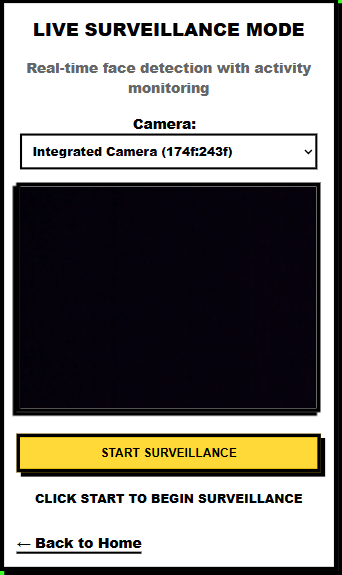 LIVE SURVEILLANCE MODE
Real-time face detection with activity
monitoring
Camera:
Integrated Camera (174f:243f)
START SURVEILLANCE
CLICK START TO BEGIN SURVEILLANCE
← Back to Home